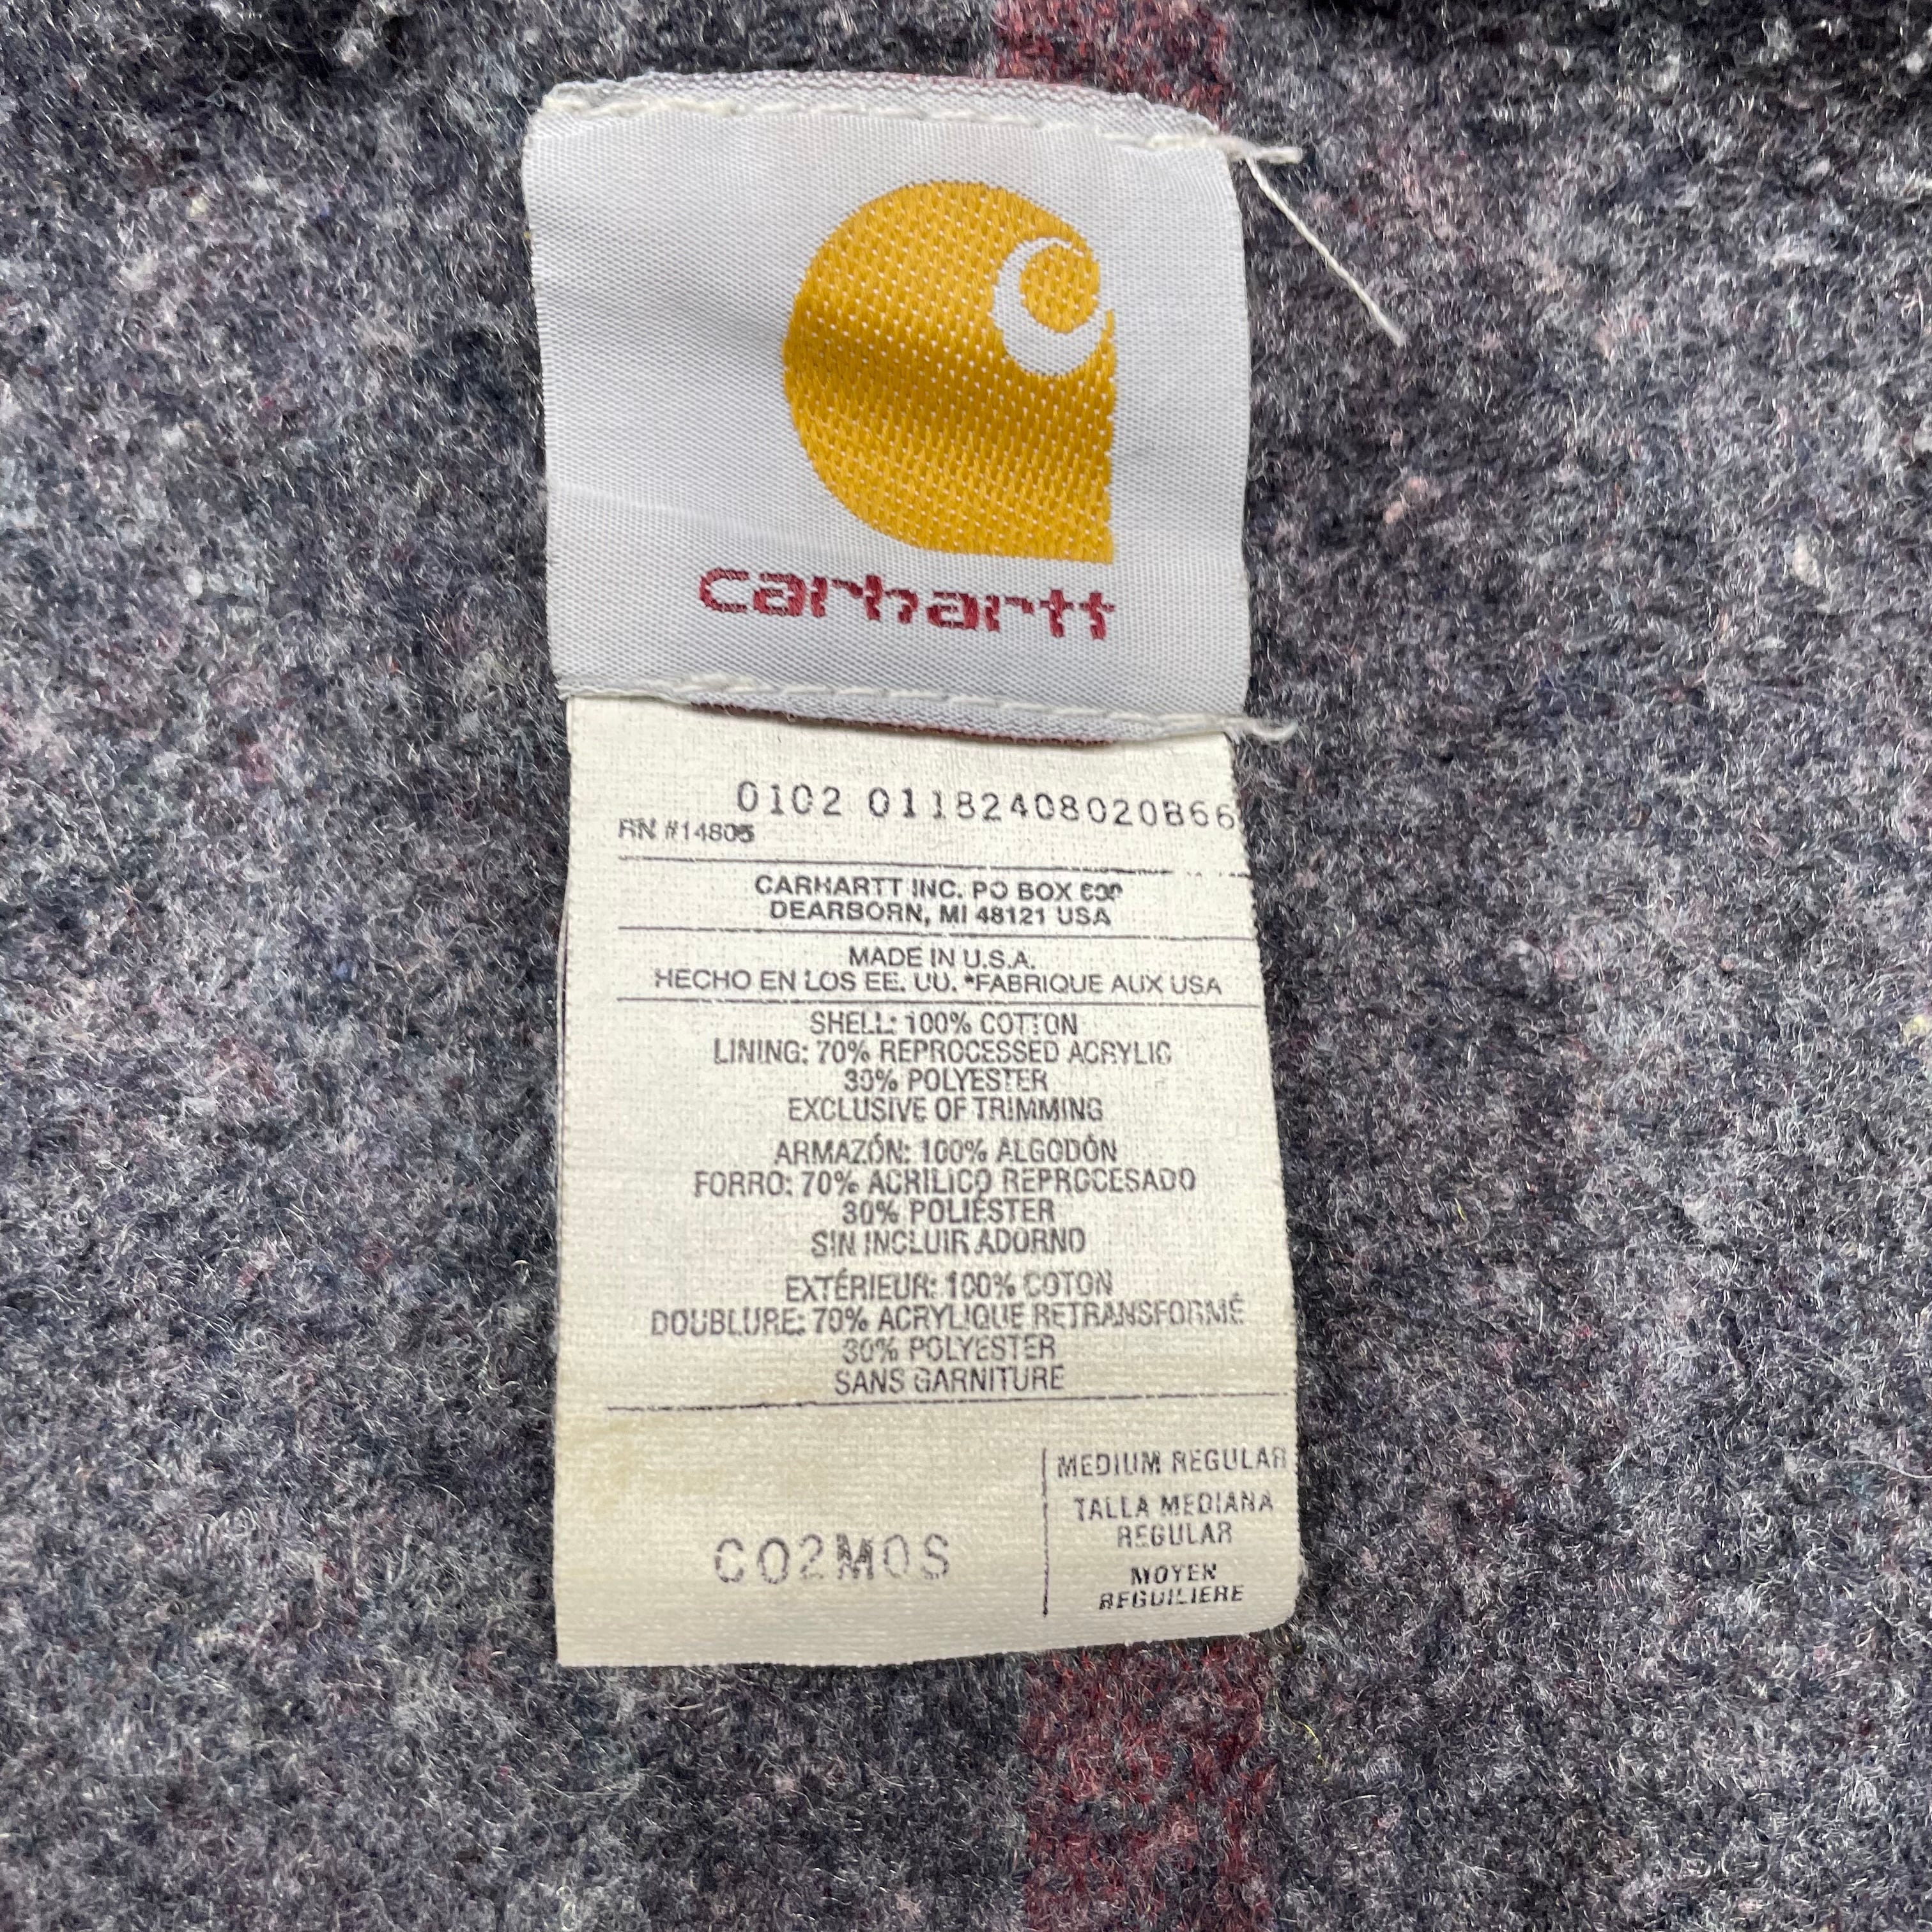 carhartt
0102 01182408020B66
RN #14806
CARHARTT INC. PO BOX 600
DEARBORN, MI 48121 USA
MADE IN U.S.A.
HECHO EN LOS EE. UU. *FABRIQUE AUX USA
SHELL: 100% COTTON
LINING: 70% REPROCESSED ACRYLIC
30% POLYESTER
EXCLUSIVE OF TRIMMING
ARMAZÓN: 100% ALGODÓN
FORRO: 70% ACRILICO REPROCESADO
30% POLIÉSTER
SIN INCLUIR ADORNO
EXTÉRIEUR: 100% COTON
DOUBLURE: 70% ACRYLIQUE RETRANSFORMÉ
30% POLYESTER
SANS GARNITURE
CO2MOS
MEDIUM REGULAR
TALLA MEDIANA
REGULAR
MOYEN
REGUILIERE